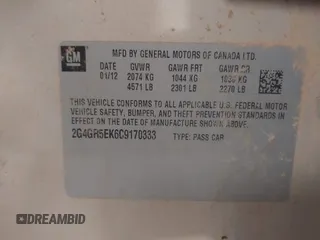 GM
MFD BY GENERAL MOTORS OF CANADA LTD.
DATE GVWR GAWR FRT GAWR RR
01/12 2074 KG 1044 KG 1030 KG
4571 LB 2301 LB 2270 LB
THIS VEHICLE CONFORMS TO ALL APPLICABLE U.S. FEDERAL MOTOR
VEHICLE SAFETY, BUMPER, AND THEFT PREVENTION STANDARDS
IN EFFECT ON THE DATE OF MANUFACTURE SHOWN ABOVE.
2G4GR5EK6C9170333 TYPE: PASS CAR
DREAMBID